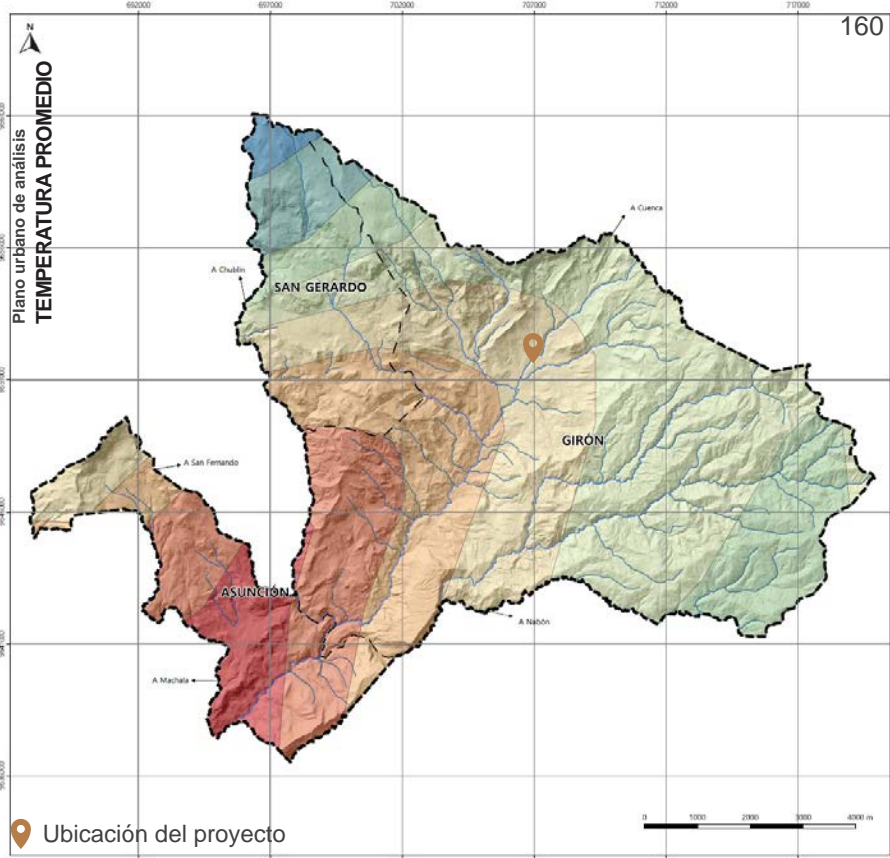 692000 697000 702000 707000 712000 717000
160
N
Plano urbano de análisis
TEMPERATURA PROMEDIO
A Cuenca
A Chublín
SAN GERARDO
GIRÓN
A San Fernando
ASUNCIÓN
A Nabón
A Machala
Ubicación del proyecto
0 1000 2000 3000 4000 m